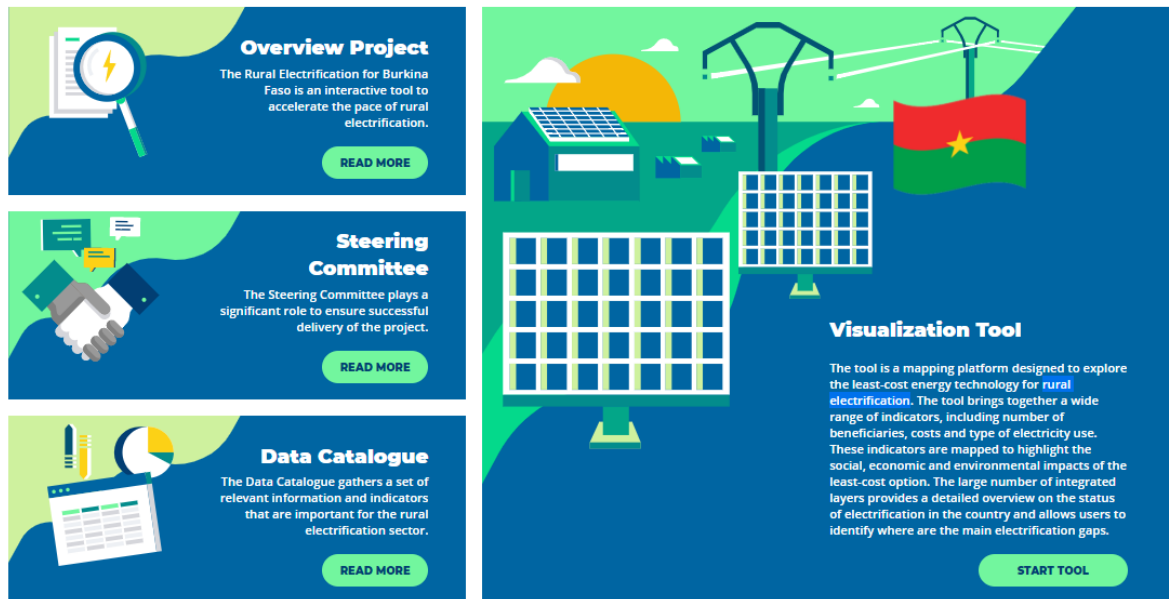 Overview Project
The Rural Electrification for Burkina
Faso is an interactive tool to
accelerate the pace of rural
electrification.
READ MORE
Steering
Committee
The Steering Committee plays a
significant role to ensure successful
delivery of the project.
READ MORE
Data Catalogue
The Data Catalogue gathers a set of
relevant information and indicators
that are important for the rural
electrification sector.
READ MORE
Visualization Tool
The tool is a mapping platform designed to explore
the least-cost energy technology for rural
electrification. The tool brings together a wide
range of indicators, including number of
beneficiaries, costs and type of electricity use.
These indicators are mapped to highlight the
social, economic and environmental impacts of the
least-cost option. The large number of integrated
layers provides a detailed overview on the status
of electrification in the country and allows users to
identify where are the main electrification gaps.
START TOOL